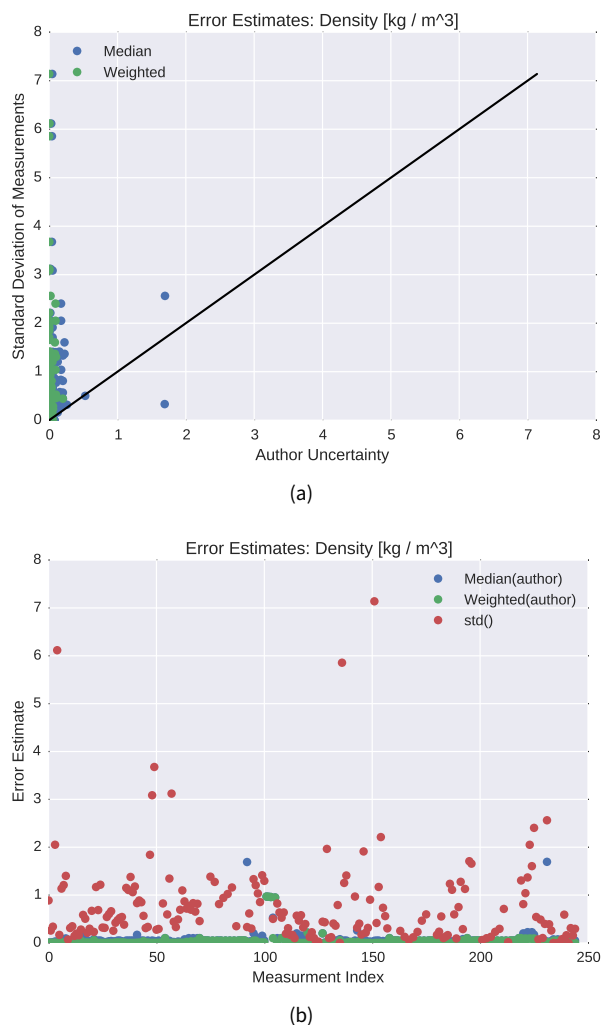 Error Estimates: Density [kg / m^3]
8
7
6
5
4
3
2
1
0
Median
Weighted
Standard Deviation of Measurements
0 1 2 3 4 5 6 7 8
Author Uncertainty
(a)
Error Estimates: Density [kg / m^3]
8
7
6
5
4
3
2
1
0
Median(author)
Weighted(author)
std()
Error Estimate
0 50 100 150 200 250
Measurment Index
(b)